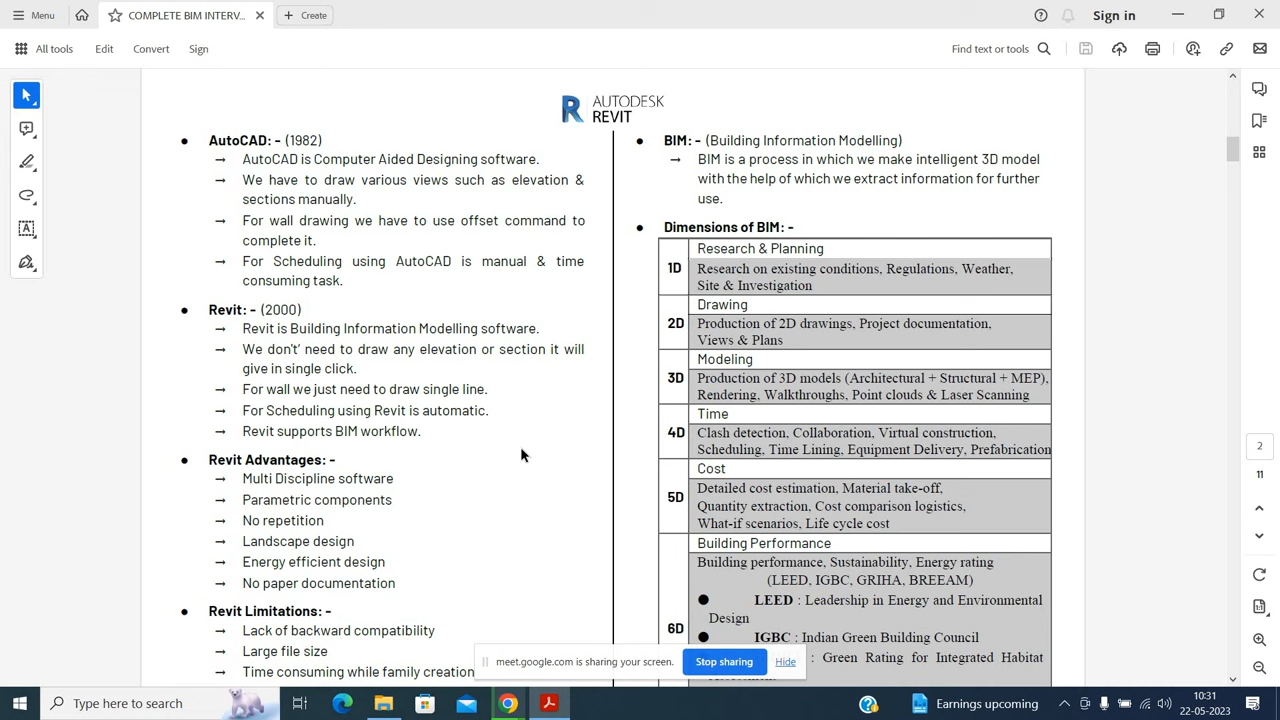 Menu
COMPLETE BIM INTERV...
Create
Sign in
All tools
Edit
Convert
Sign
Find text or tools
AUTODESK
REVIT
AutoCAD: - (1982)
→ AutoCAD is Computer Aided Designing software.
→ We have to draw various views such as elevation &
sections manually.
→ For wall drawing we have to use offset command to
complete it.
→ For Scheduling using AutoCAD is manual & time
consuming task.
Revit: - (2000)
→ Revit is Building Information Modelling software.
→ We don't' need to draw any elevation or section it will
give in single click.
→ For wall we just need to draw single line.
→ For Scheduling using Revit is automatic.
→ Revit supports BIM workflow.
Revit Advantages: -
→ Multi Discipline software
→ Parametric components
→ No repetition
→ Landscape design
→ Energy efficient design
→ No paper documentation
Revit Limitations: -
→ Lack of backward compatibility
→ Large file size
→ Time consuming while family creation
BIM: - (Building Information Modelling)
→ BIM is a process in which we make intelligent 3D model
with the help of which we extract information for further
use.
Dimensions of BIM: -
1D
Research & Planning
Research on existing conditions, Regulations, Weather,
Site & Investigation
2D
Drawing
Production of 2D drawings, Project documentation,
Views & Plans
3D
Modeling
Production of 3D models (Architectural + Structural + MEP),
Rendering, Walkthroughs, Point clouds & Laser Scanning
4D
Time
Clash detection, Collaboration, Virtual construction,
Scheduling, Time Lining, Equipment Delivery, Prefabrication
5D
Cost
Detailed cost estimation, Material take-off,
Quantity extraction, Cost comparison logistics,
What-if scenarios, Life cycle cost
6D
Building Performance
Building performance, Sustainability, Energy rating
(LEED, IGBC, GRIHA, BREEAM)
LEED : Leadership in Energy and Environmental
Design
IGBC : Indian Green Building Council
: Green Rating for Integrated Habitat
2
11
meet.google.com is sharing your screen.
Stop sharing
Hide
Type here to search
Earnings upcoming
10:31
22-05-2023